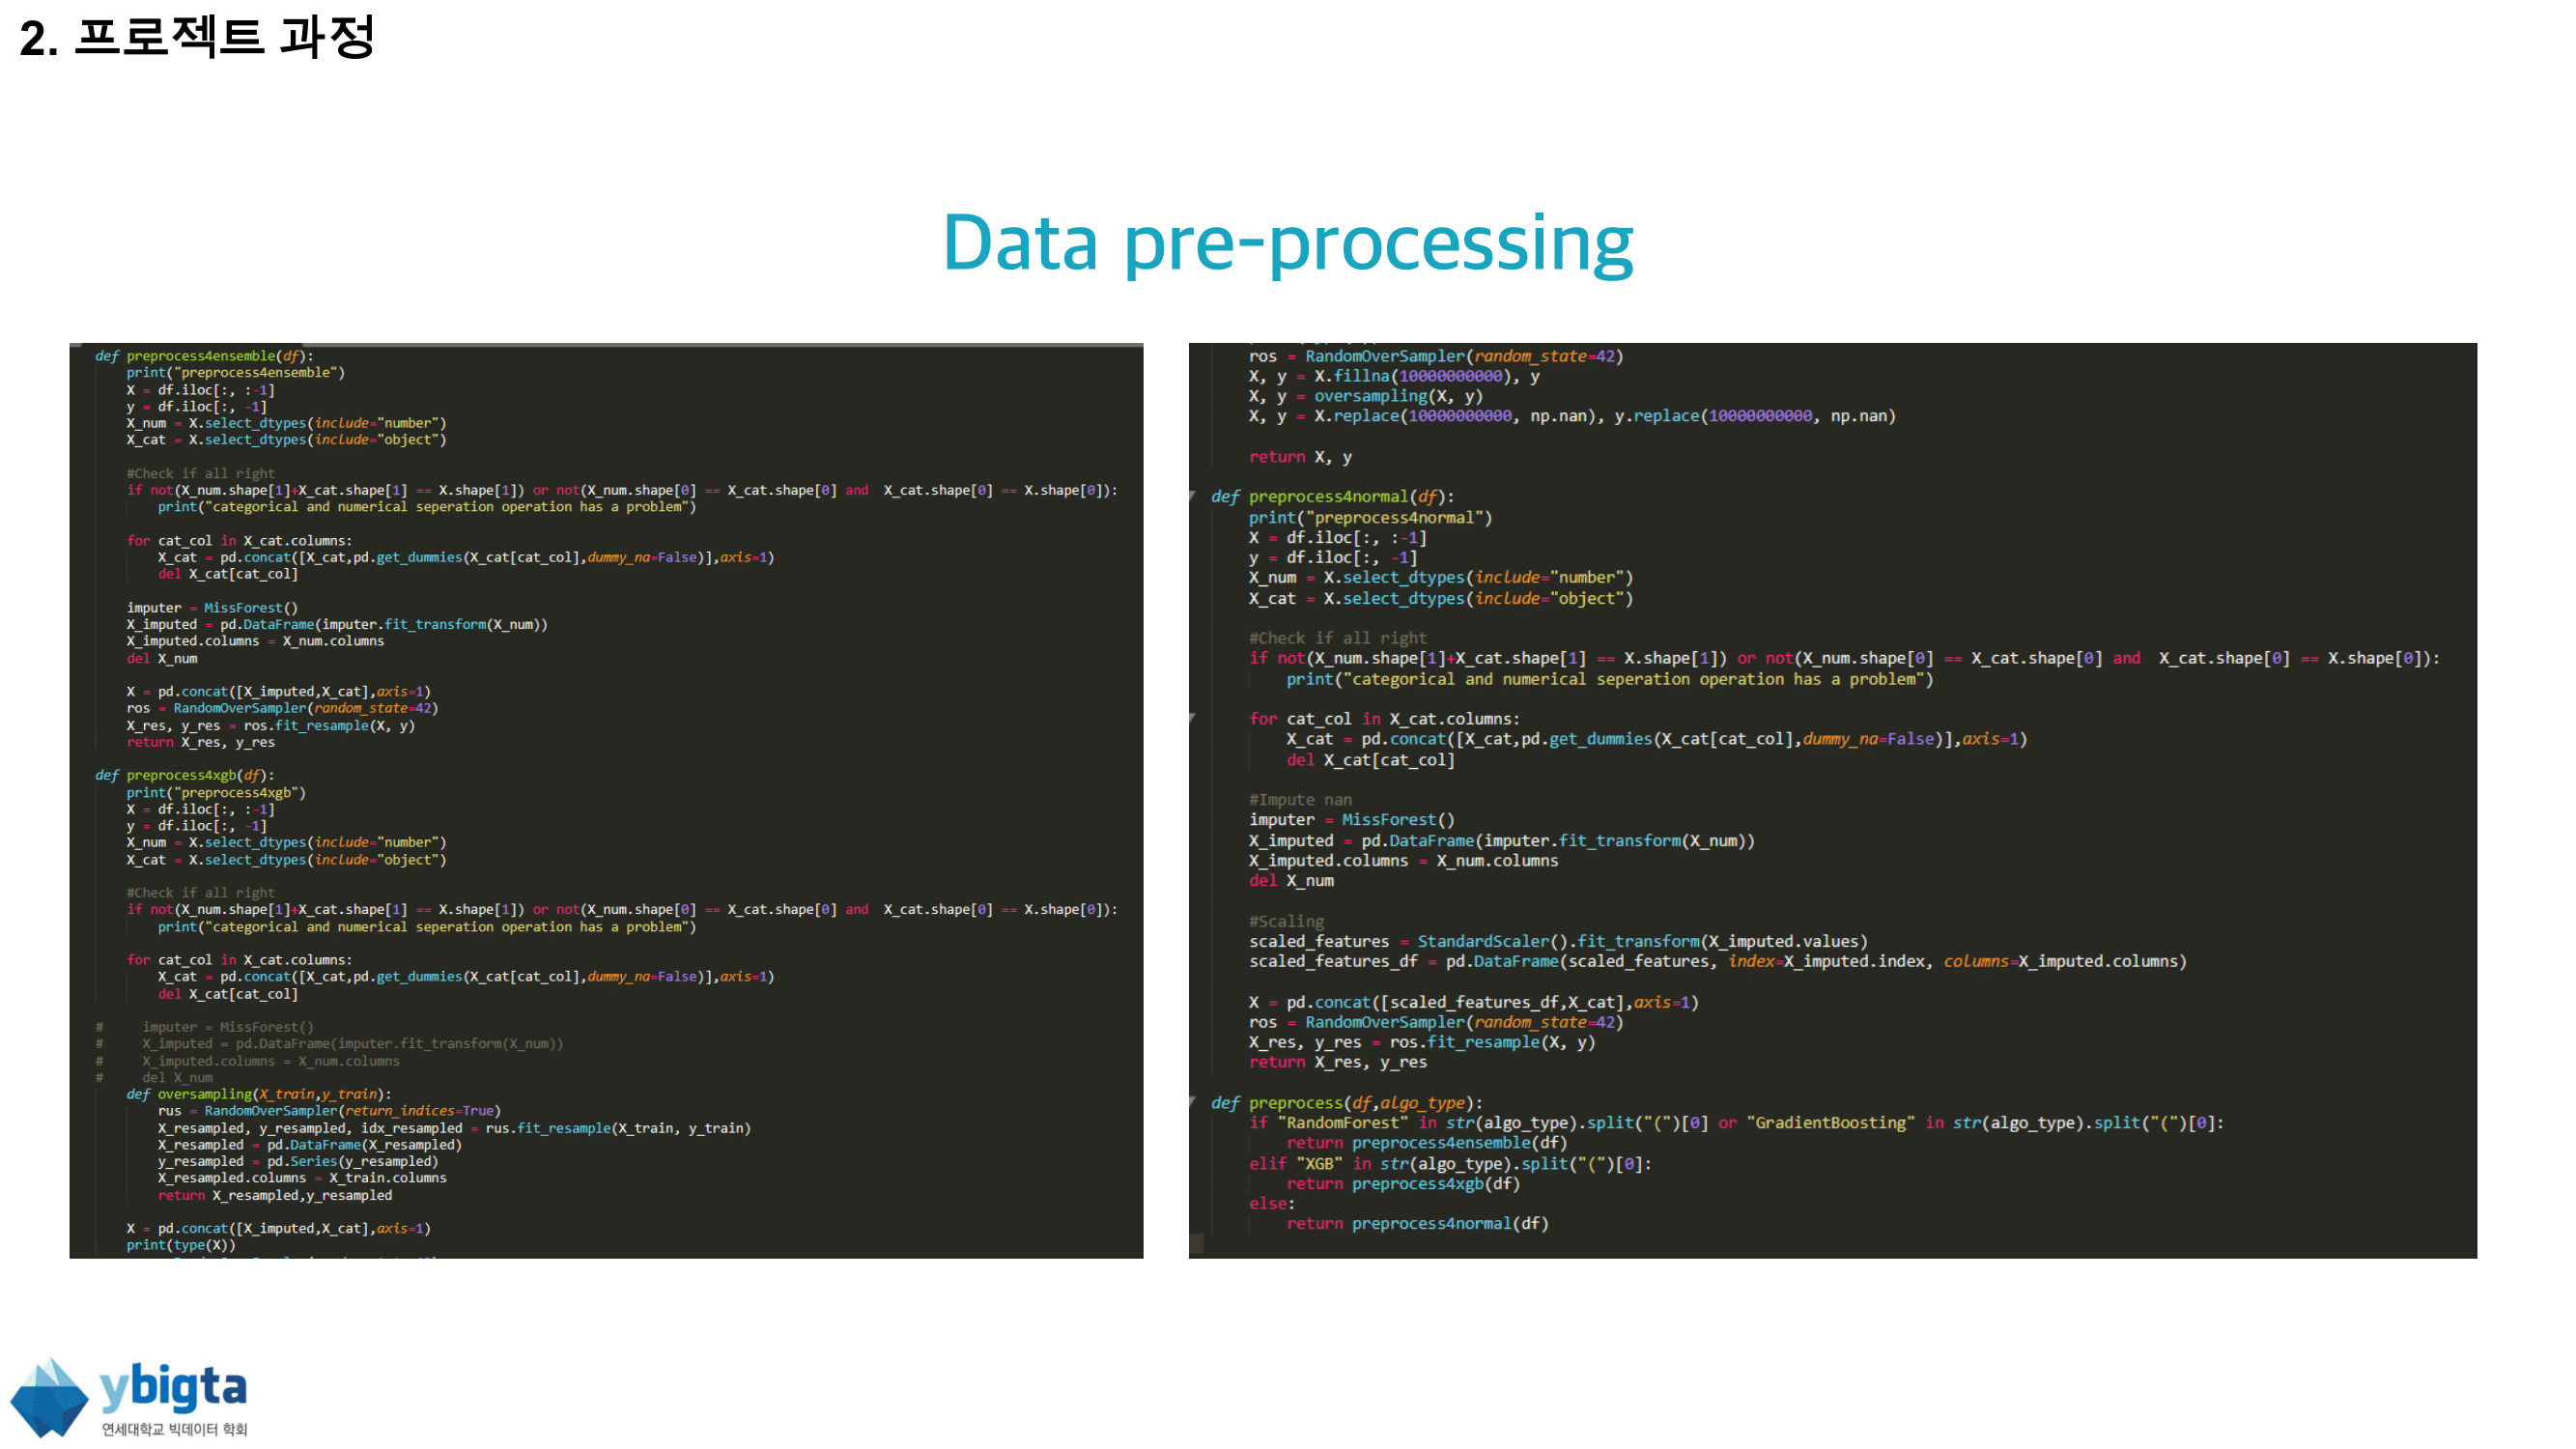 2. 프로젝트 과정
Data pre-processing
def preprocess4ensemble(df):
    print("preprocess4ensemble")
    X = df.iloc[:, :-1]
    y = df.iloc[:, -1]
    X_num = X.select_dtypes(include="number")
    X_cat = X.select_dtypes(include="object")
    #Check if all right
    if not(X_num.shape[1]+X_cat.shape[1] == X.shape[1]) or not(X_num.shape[0] == X_cat.shape[0] and  X_cat.shape[0] == X.shape[0]):
        print("categorical and numerical seperation operation has a problem")
    for cat_col in X_cat.columns:
        X_cat = pd.concat([X_cat,pd.get_dummies(X_cat[cat_col],dummy_na=False)],axis=1)
        del X_cat[cat_col]
    imputer = MissForest()
    X_imputed = pd.DataFrame(imputer.fit_transform(X_num))
    X_imputed.columns = X_num.columns
    del X_num
    X = pd.concat([X_imputed,X_cat],axis=1)
    ros = RandomOverSampler(random_state=42)
    X_res, y_res = ros.fit_resample(X, y)
    return X_res, y_res
def preprocess4xgb(df):
    print("preprocess4xgb")
    X = df.iloc[:, :-1]
    y = df.iloc[:, -1]
    X_num = X.select_dtypes(include="number")
    X_cat = X.select_dtypes(include="object")
    #Check if all right
    if not(X_num.shape[1]+X_cat.shape[1] == X.shape[1]) or not(X_num.shape[0] == X_cat.shape[0] and  X_cat.shape[0] == X.shape[0]):
        print("categorical and numerical seperation operation has a problem")
    for cat_col in X_cat.columns:
        X_cat = pd.concat([X_cat,pd.get_dummies(X_cat[cat_col],dummy_na=False)],axis=1)
        del X_cat[cat_col]
#     imputer = MissForest()
#     X_imputed = pd.DataFrame(imputer.fit_transform(X_num))
#     X_imputed.columns = X_num.columns
#     del X_num
    def oversampling(X_train,y_train):
        rus = RandomOverSampler(return_indices=True)
        X_resampled, y_resampled, idx_resampled = rus.fit_resample(X_train, y_train)
        X_resampled = pd.DataFrame(X_resampled)
        y_resampled = pd.Series(y_resampled)
        X_resampled.columns = X_train.columns
        return X_resampled,y_resampled
    X = pd.concat([X_imputed,X_cat],axis=1)
    print(type(X))
    ros = RandomOverSampler(random_state=42)
    X, y = X.fillna(10000000000), y
    X, y = oversampling(X, y)
    X, y = X.replace(10000000000, np.nan), y.replace(10000000000, np.nan)
    return X, y
def preprocess4normal(df):
    print("preprocess4normal")
    X = df.iloc[:, :-1]
    y = df.iloc[:, -1]
    X_num = X.select_dtypes(include="number")
    X_cat = X.select_dtypes(include="object")
    #Check if all right
    if not(X_num.shape[1]+X_cat.shape[1] == X.shape[1]) or not(X_num.shape[0] == X_cat.shape[0] and  X_cat.shape[0] == X.shape[0]):
        print("categorical and numerical seperation operation has a problem")
    for cat_col in X_cat.columns:
        X_cat = pd.concat([X_cat,pd.get_dummies(X_cat[cat_col],dummy_na=False)],axis=1)
        del X_cat[cat_col]
    #Impute nan
    imputer = MissForest()
    X_imputed = pd.DataFrame(imputer.fit_transform(X_num))
    X_imputed.columns = X_num.columns
    del X_num
    #Scaling
    scaled_features = StandardScaler().fit_transform(X_imputed.values)
    scaled_features_df = pd.DataFrame(scaled_features, index=X_imputed.index, columns=X_imputed.columns)
    X = pd.concat([scaled_features_df,X_cat],axis=1)
    ros = RandomOverSampler(random_state=42)
    X_res, y_res = ros.fit_resample(X, y)
    return X_res, y_res
def preprocess(df,algo_type):
    if "RandomForest" in str(algo_type).split("(")[0] or "GradientBoosting" in str(algo_type).split("(")[0]:
        return preprocess4ensemble(df)
    elif "XGB" in str(algo_type).split("(")[0]:
        return preprocess4xgb(df)
    else:
        return preprocess4normal(df)
ybigta
연세대학교 빅데이터 학회